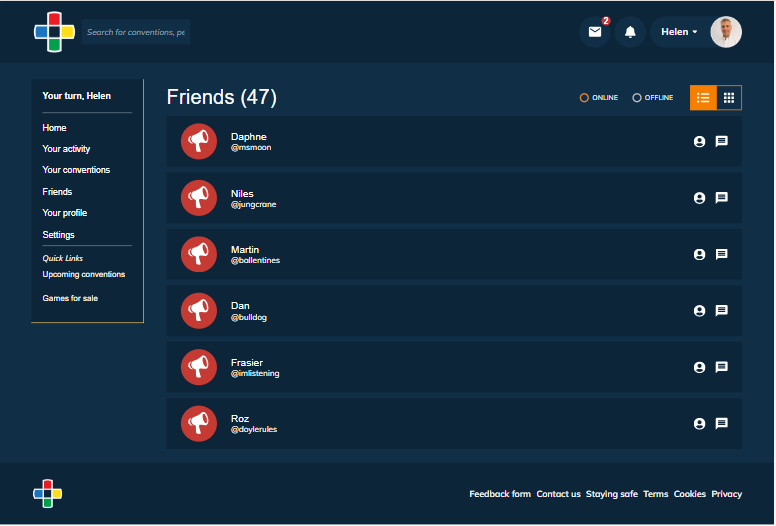 Search for conventions, pe
2
Helen
Your turn, Helen
Home
Your activity
Your conventions
Friends
Your profile
Settings
Quick Links
Upcoming conventions
Games for sale
Friends (47)
ONLINE
OFFLINE
Daphne
@msmoon
Niles
@jungcrane
Martin
@ballentines
Dan
@bulldog
Frasier
@imlistening
Roz
@doylerules
Feedback form Contact us Staying safe Terms Cookies Privacy